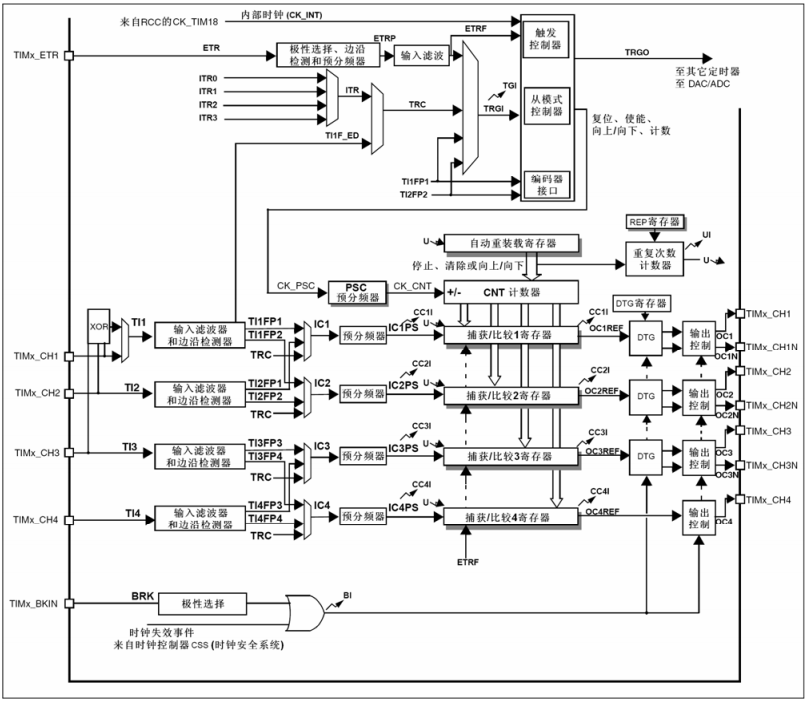 内部时钟 (CK_INT)
来自RCC的CK_TIM18
TIMx_ETR
ETR
极性选择、边沿
检测和预分频器
ETRP
输入滤波
ETRF
触发
控制器
TRGO
至其它定时器
至 DAC/ADC
ITR0
ITR1
ITR2
ITR3
ITR
TRC
TRGI
TGI
从模式
控制器
复位、使能、
向上/向下、计数
TI1F_ED
TI1FP1
TI2FP2
编码器
接口
REP寄存器
U
自动重装载寄存器
重复次数
计数器
UI
U
停止、清除或向上/向下
CK_PSC
PSC
预分频器
CK_CNT
+/-
CNT 计数器
DTG寄存器
XOR
TI1
输入滤波器
和边沿检测器
TI1FP1
TI1FP2
TRC
IC1
预分频器
IC1PS
CC1I
U
捕获/比较1寄存器
CC1I
OC1REF
DTG
输出
控制
OC1
OC1N
TIMx_CH1
TIMx_CH1N
TIMx_CH1
TIMx_CH2
TI2
输入滤波器
和边沿检测器
TI2FP1
TI2FP2
TRC
IC2
预分频器
IC2PS
CC2I
U
捕获/比较2寄存器
CC2I
OC2REF
DTG
输出
控制
OC2
OC2N
TIMx_CH2
TIMx_CH2N
TIMx_CH3
TI3
输入滤波器
和边沿检测器
TI3FP3
TI3FP4
TRC
IC3
预分频器
IC3PS
CC3I
U
捕获/比较3寄存器
CC3I
OC3REF
DTG
输出
控制
OC3
OC3N
TIMx_CH3
TIMx_CH3N
TIMx_CH4
TI4
输入滤波器
和边沿检测器
TI4FP3
TI4FP4
TRC
IC4
预分频器
IC4PS
CC4I
U
捕获/比较4寄存器
CC4I
OC4REF
输出
控制
OC4
TIMx_CH4
ETRF
TIMx_BKIN
BRK
极性选择
BI
时钟失效事件
来自时钟控制器 CSS (时钟安全系统)